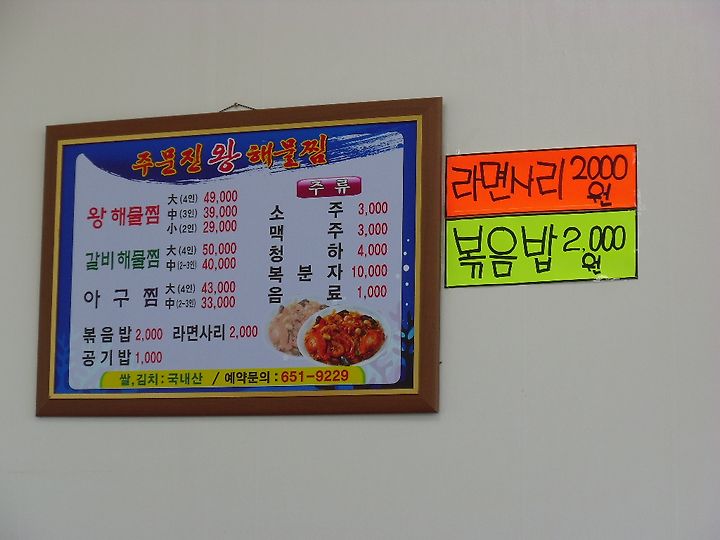 주문진 왕 해물찜
왕해물찜 大(4인) 49,000
中(3인) 39,000
小(2인) 29,000
갈비해물찜 大(4인) 50,000
中(2-3인) 40,000
아구찜 大(4인) 43,000
中(2-3인) 33,000
볶음밥 2,000 라면사리 2,000
공기밥 1,000
주류
소주 3,000
맥주 3,000
청하 4,000
복분자 10,000
음료 1,000
쌀,김치:국내산 / 예약문의:651-9229
라면사리 2000원
볶음밥 2,000원